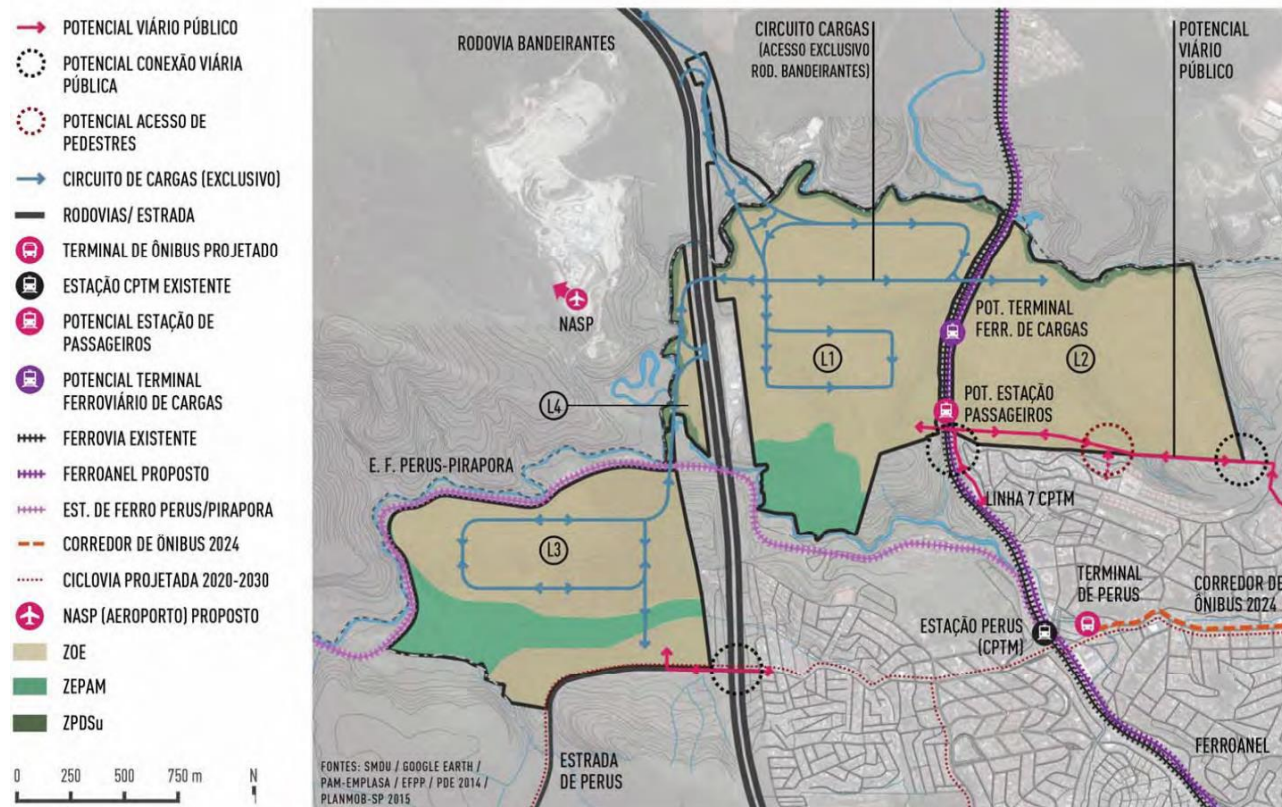 POTENCIAL VIÁRIO PÚBLICO
POTENCIAL CONEXÃO VIÁRIA
PÚBLICA
POTENCIAL ACESSO DE
PEDESTRES
CIRCUITO DE CARGAS (EXCLUSIVO)
RODOVIAS/ ESTRADA
TERMINAL DE ÔNIBUS PROJETADO
ESTAÇÃO CPTM EXISTENTE
POTENCIAL ESTAÇÃO DE
PASSAGEIROS
POTENCIAL TERMINAL
FERROVIÁRIO DE CARGAS
FERROVIA EXISTENTE
FERROANEL PROPOSTO
EST. DE FERRO PERUS/PIRAPORA
CORREDOR DE ÔNIBUS 2024
CICLOVIA PROJETADA 2020-2030
NASP (AEROPORTO) PROPOSTO
ZOE
ZEPAM
ZPDSu
0 250 500 750 m N
RODOVIA BANDEIRANTES
CIRCUITO CARGAS
(ACESSO EXCLUSIVO
ROD. BANDEIRANTES)
POTENCIAL
VIÁRIO
PÚBLICO
NASP
POT. TERMINAL
FERR. DE CARGAS
L1
L2
L4
POT. ESTAÇÃO
PASSAGEIROS
E. F. PERUS-PIRAPORA
LINHA 7 CPTM
L3
TERMINAL
DE PERUS
CORREDOR DE
ÔNIBUS 2024
ESTAÇÃO PERUS
(CPTM)
ESTRADA
DE PERUS
FERROANEL
FONTES: SMDU / GOOGLE EARTH /
PAM-EMPLASA / EFPP / PDE 2014 /
PLANMOB-SP 2015